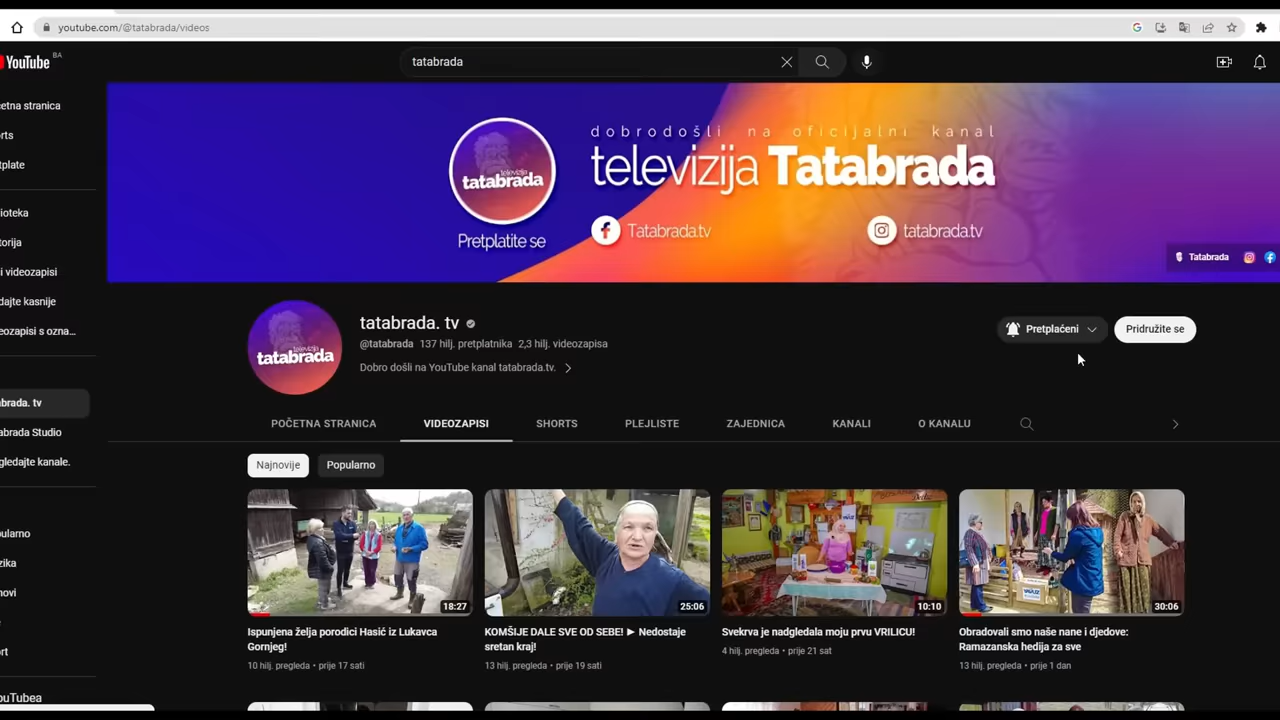 youtube.com/@tatabrada/videos
YouTube BA
tatabrada
etna stranica
rts
tplate
ioteka
torija
i videozapisi
dajte kasnije
eozapisi s ozna...
brada. tv
abrada Studio
gledajte kanale.
pularno
zika
novi
rt
ouTubea
dobrodošli na oficijalni kanal
televizija Tatabrada
televizija
tatabrada
Pretplatite se
Tatabrada.tv
tatabrada.tv
Tatabrada
televizija
tatabrada
tatabrada. tv
@tatabrada 137 hilj. pretplatnika 2,3 hilj. videozapisa
Dobro došli na YouTube kanal tatabrada.tv.
Pretplaćeni
Pridružite se
POČETNA STRANICA VIDEOZAPISI SHORTS PLEJLISTE ZAJEDNICA KANALI O KANALU
Najnovije Popularno
18:27
25:06
10:10
30:06
Ispunjena želja porodici Hasić iz Lukavca
Gornjeg!
10 hilj. pregleda • prije 17 sati
KOMŠIJE DALE SVE OD SEBE! ► Nedostaje
sretan kraj!
13 hilj. pregleda • prije 19 sati
Svekrva je nadgledala moju prvu VRILICU!
4 hilj. pregleda • prije 21 sat
Obradovali smo naše nane i djedove:
Ramazanska hedija za sve
13 hilj. pregleda • prije 1 dan